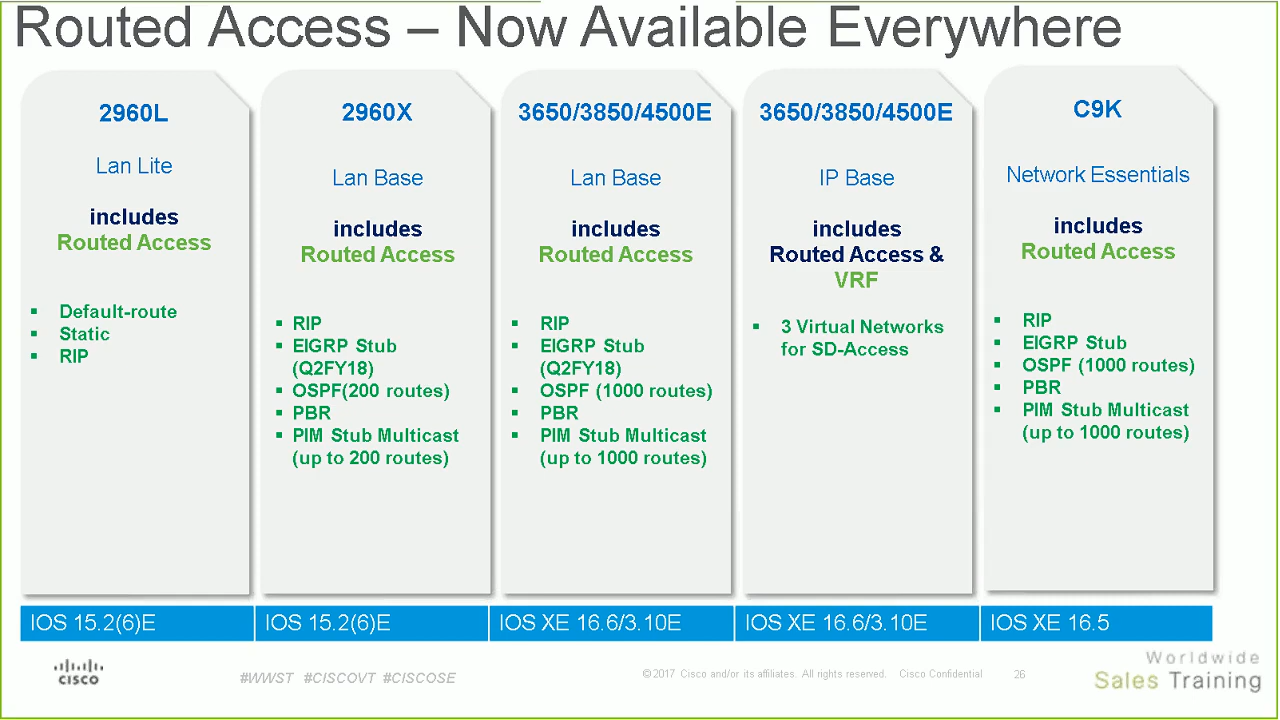 Routed Access – Now Available Everywhere
2960L
Lan Lite
includes
Routed Access
▪ Default-route
▪ Static
▪ RIP
2960X
Lan Base
includes
Routed Access
▪ RIP
▪ EIGRP Stub
(Q2FY18)
▪ OSPF(200 routes)
▪ PBR
▪ PIM Stub Multicast
(up to 200 routes)
3650/3850/4500E
Lan Base
includes
Routed Access
▪ RIP
▪ EIGRP Stub
(Q2FY18)
▪ OSPF (1000 routes)
▪ PBR
▪ PIM Stub Multicast
(up to 1000 routes)
3650/3850/4500E
IP Base
includes
Routed Access &
VRF
▪ 3 Virtual Networks
for SD-Access
C9K
Network Essentials
includes
Routed Access
▪ RIP
▪ EIGRP Stub
▪ OSPF (1000 routes)
▪ PBR
▪ PIM Stub Multicast
(up to 1000 routes)
IOS 15.2(6)E
IOS 15.2(6)E
IOS XE 16.6/3.10E
IOS XE 16.6/3.10E
IOS XE 16.5
CISCO
#WWST #CISCOVT #CISCOSE
©2017 Cisco and/or its affiliates. All rights reserved. Cisco Confidential
26
Worldwide
Sales Training